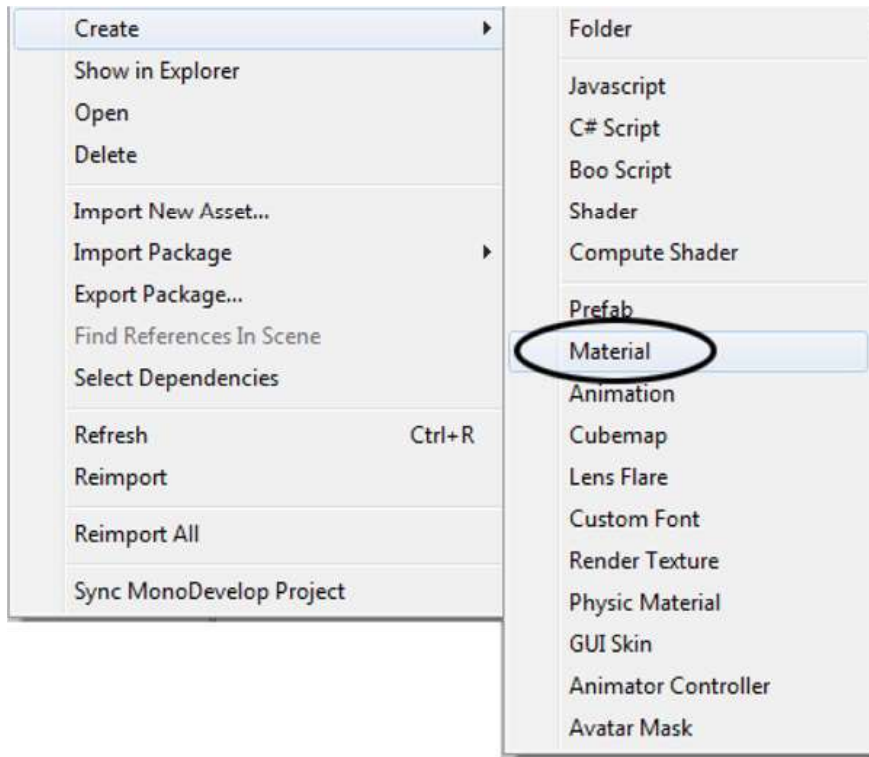 Create
Show in Explorer
Open
Delete
Import New Asset...
Import Package
Export Package...
Find References In Scene
Select Dependencies
Refresh Ctrl+R
Reimport
Reimport All
Sync MonoDevelop Project
Folder
Javascript
C# Script
Boo Script
Shader
Compute Shader
Prefab
Material
Animation
Cubemap
Lens Flare
Custom Font
Render Texture
Physic Material
GUI Skin
Animator Controller
Avatar Mask